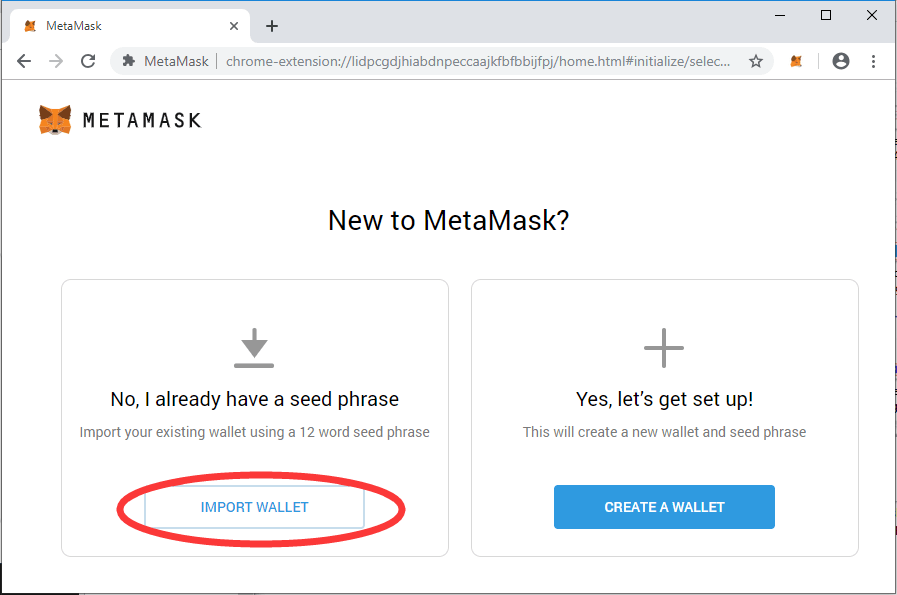 MetaMask
MetaMask
chrome-extension://lidpcgdjhiabdnpeccaajkfbfbbijfpj/home.html#initialize/selec...
METAMASK
New to MetaMask?
No, I already have a seed phrase
Import your existing wallet using a 12 word seed phrase
IMPORT WALLET
Yes, let’s get set up!
This will create a new wallet and seed phrase
CREATE A WALLET